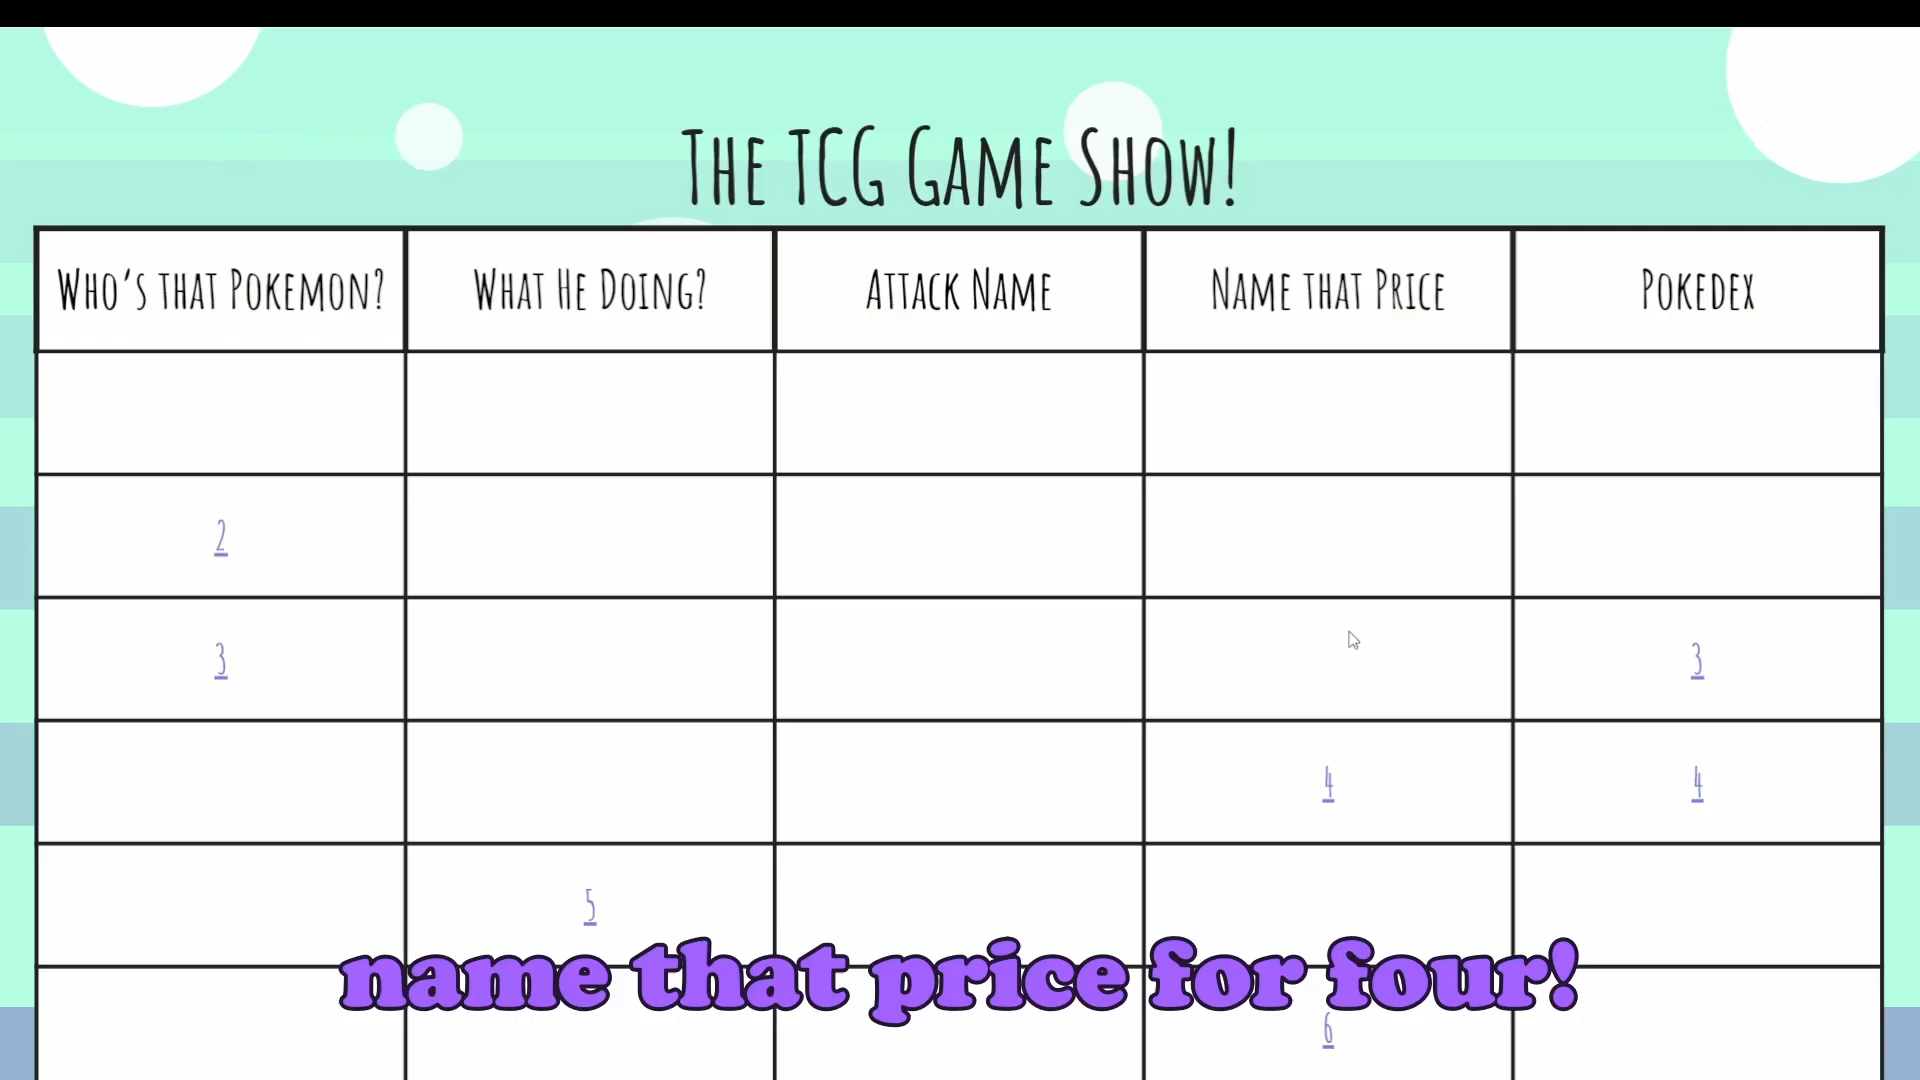 The TCG Game Show!
Who's that Pokemon? What He Doing? Attack Name Name that Price Pokedex
2
3 3
4 4
5
name that price for four!
6